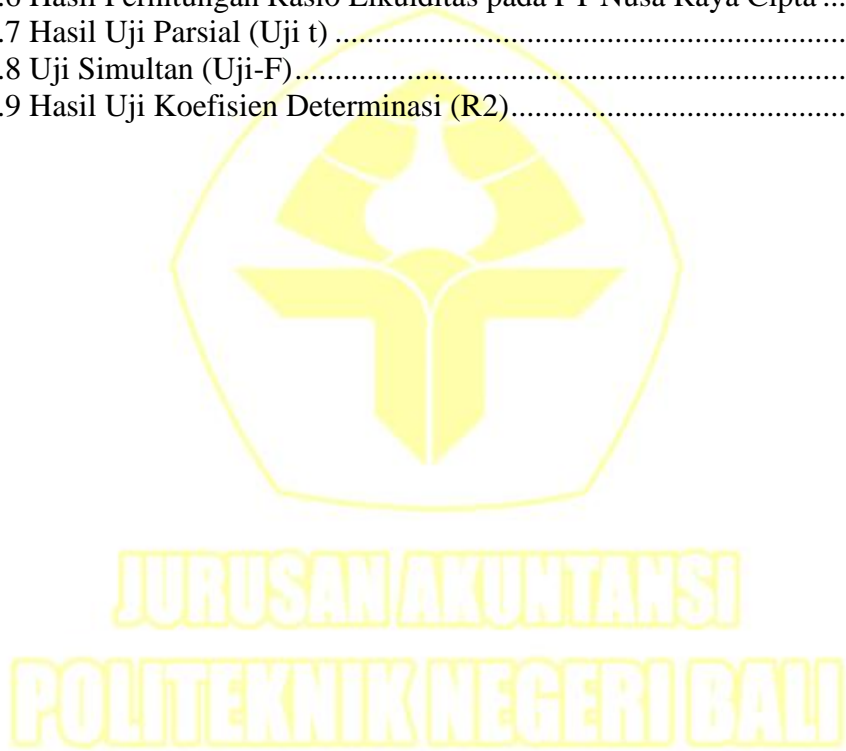 .6 Hasil Perhitungan Rasio Likuiditas pada PT Nusa Raya Cipta ...
.7 Hasil Uji Parsial (Uji t) ................................................................
.8 Uji Simultan (Uji-F)......................................................................
.9 Hasil Uji Koefisien Determinasi (R2)..........................................
JURUSAN AKUNTANSI
POLITEKNIK NEGERI BALI